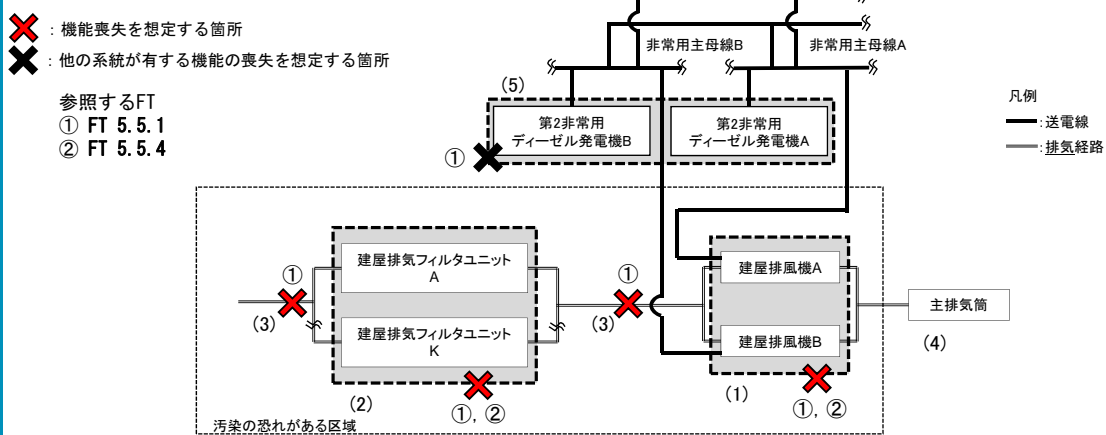 ：機能喪失を想定する箇所
：他の系統が有する機能の喪失を想定する箇所
参照するFT
① FT 5.5.1
② FT 5.5.4
非常用主母線B
非常用主母線A
(5)
第2非常用
ディーゼル発電機B
第2非常用
ディーゼル発電機A
①
凡例
:送電線
:排気経路
建屋排気フィルタユニット
A
建屋排気フィルタユニット
K
①
(3)
①
(3)
建屋排風機A
建屋排風機B
主排気筒
(4)
(2)
①, ②
(1)
①, ②
汚染の恐れがある区域